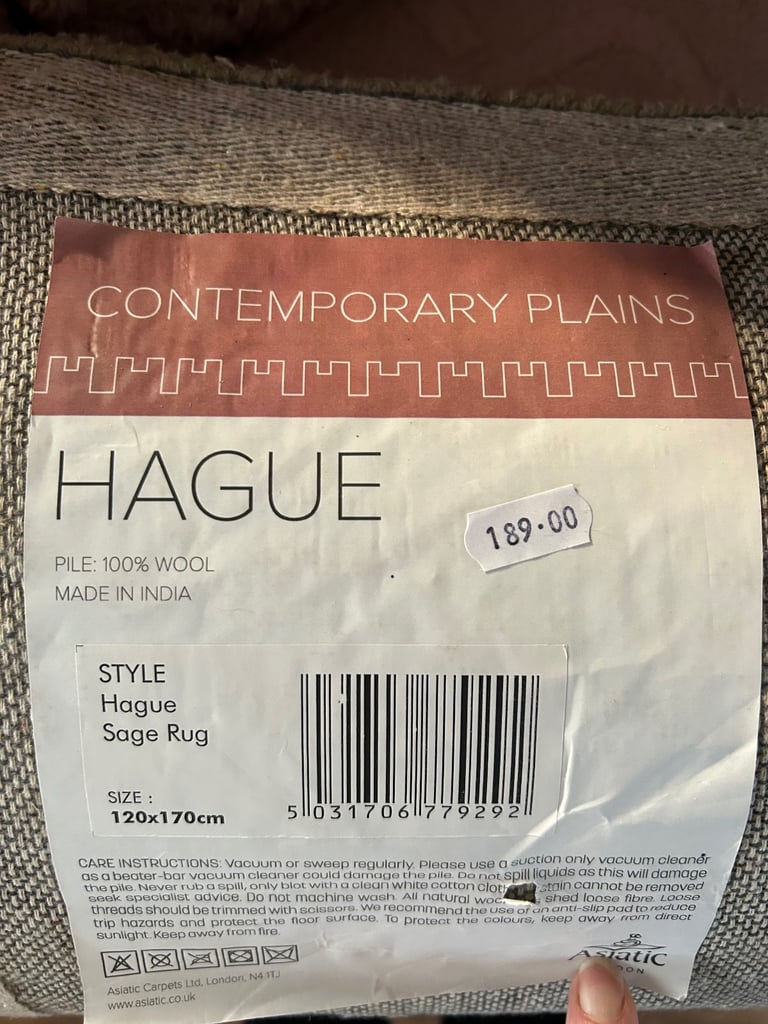 CONTEMPORARY PLAINS
HAGUE
189.00
PILE: 100% WOOL
MADE IN INDIA
STYLE
Hague
Sage Rug
SIZE :
120x170cm
5 031706 779292
CARE INSTRUCTIONS: Vacuum or sweep regularly. Please use a suction only vacuum cleaner
as a beater-bar vacuum cleaner could damage the pile. Do not spill liquids as this will damage
the pile. Never rub a spill, only blot with a clean white cotton stain cannot be removed
seek specialist advice. Do not machine wash. All natural shed loose fibre. Loose
threads should be trimmed with scissors. We recommend the use of an anti-slip pad to reduce
trip hazards and protect the floor surface. To protect the colours, keep away from direct
sunlight. Keep away from fire.
Asiatic
Asiatic Carpets Ltd, London, N4 1TJ
www.asiatic.co.uk